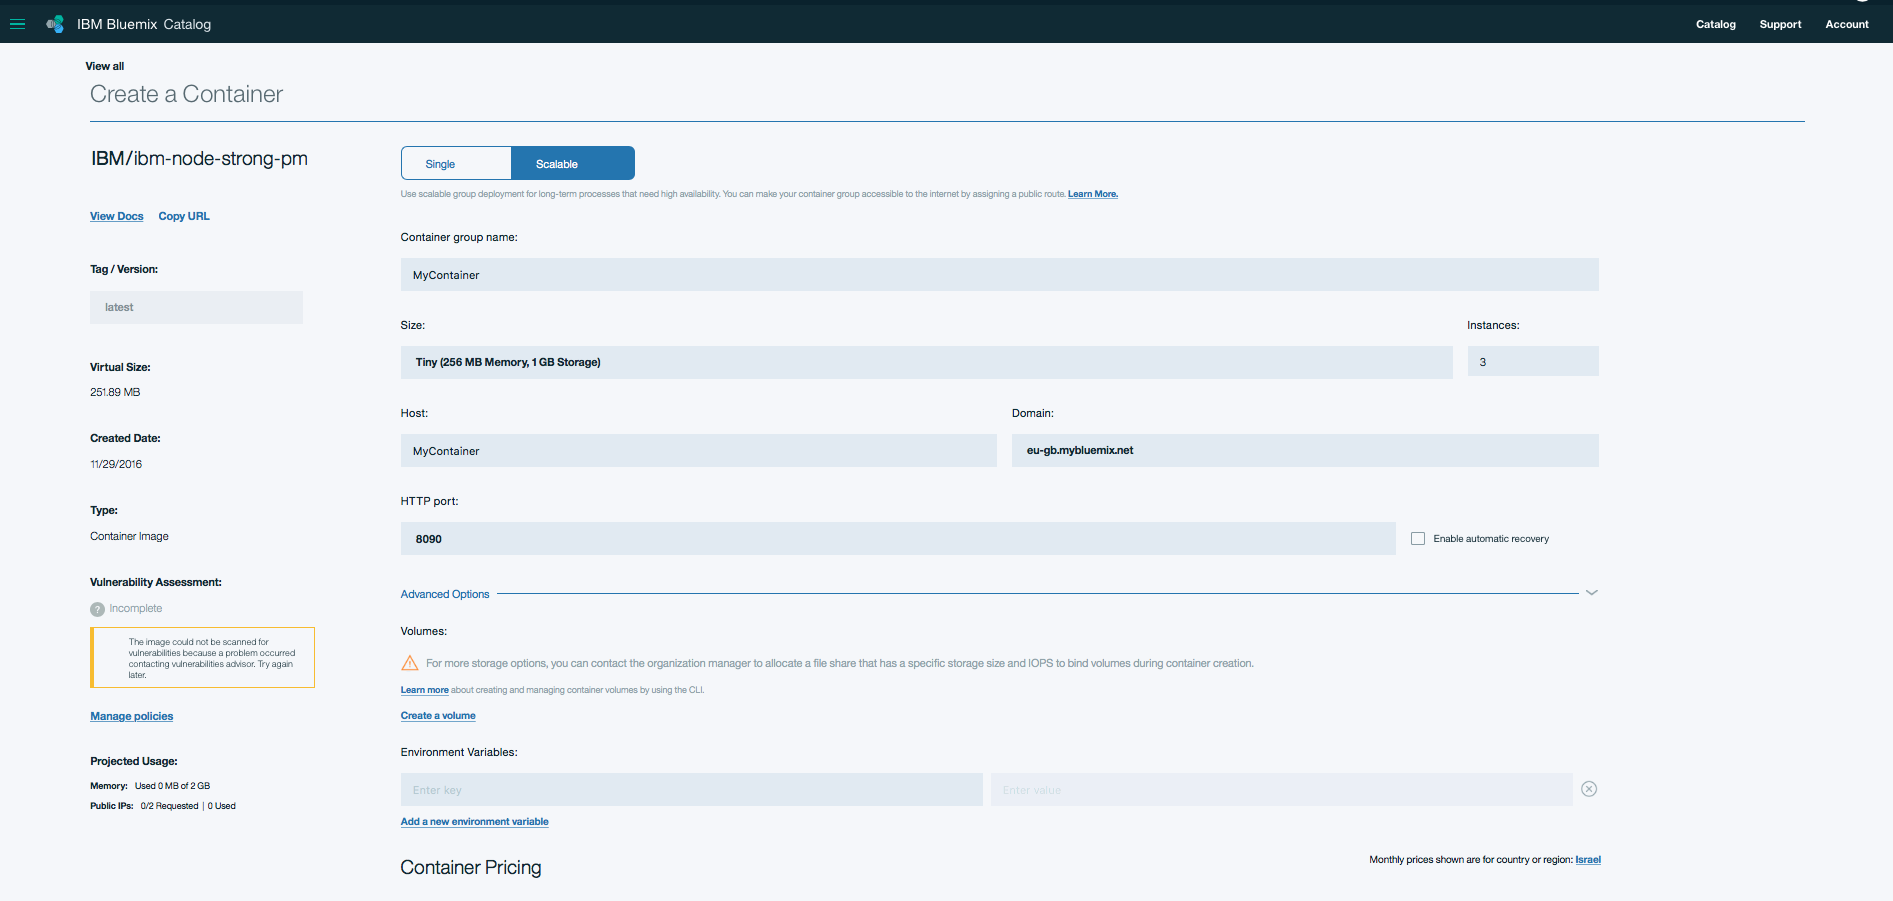 IBM Bluemix Catalog
Catalog Support Account
View all
Create a Container
IBM/ibm-node-strong-pm
View Docs Copy URL
Tag / Version:
latest
Virtual Size:
251.89 MB
Created Date:
11/29/2016
Type:
Container Image
Vulnerability Assessment:
? Incomplete
The image could not be scanned for
vulnerabilities because a problem occurred
contacting vulnerabilities advisor. Try again
later.
Manage policies
Projected Usage:
Memory: Used 0 MB of 2 GB
Public IPs: 0/2 Requested | 0 Used
Single Scalable
Use scalable group deployment for long-term processes that need high availability. You can make your container group accessible to the internet by assigning a public route. Learn More.
Container group name:
MyContainer
Size: Instances:
Tiny (256 MB Memory, 1 GB Storage) 3
Host: Domain:
MyContainer eu-gb.mybluemix.net
HTTP port:
8090 Enable automatic recovery
Advanced Options
Volumes:
For more storage options, you can contact the organization manager to allocate a file share that has a specific storage size and IOPS to bind volumes during container creation.
Learn more about creating and managing container volumes by using the CLI.
Create a volume
Environment Variables:
Enter key Enter value
Add a new environment variable
Container Pricing
Monthly prices shown are for country or region: Israel